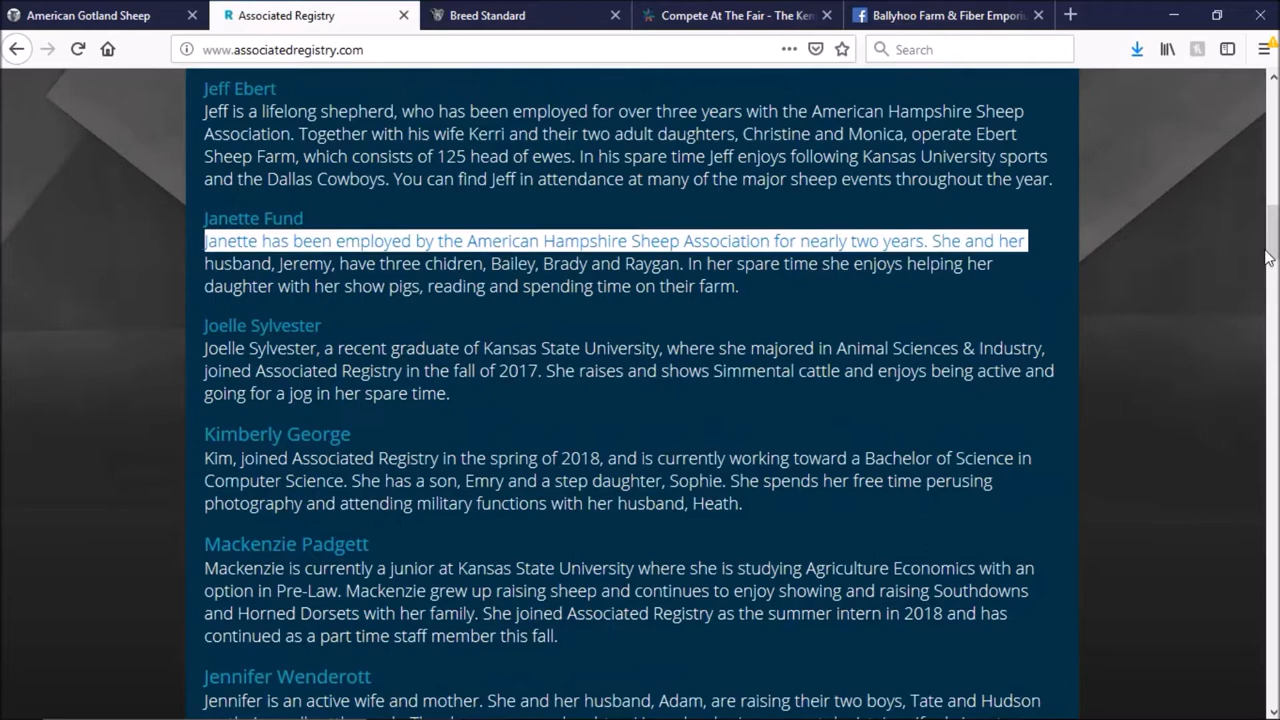 American Gotland Sheep
Associated Registry
Breed Standard
Compete At The Fair - The Ken
Ballyhoo Farm & Fiber Emporiu
www.associatedregistry.com
Search
Jeff Ebert
Jeff is a lifelong shepherd, who has been employed for over three years with the American Hampshire Sheep
Association. Together with his wife Kerri and their two adult daughters, Christine and Monica, operate Ebert
Sheep Farm, which consists of 125 head of ewes. In his spare time Jeff enjoys following Kansas University sports
and the Dallas Cowboys. You can find Jeff in attendance at many of the major sheep events throughout the year.
Janette Fund
Janette has been employed by the American Hampshire Sheep Association for nearly two years. She and her
husband, Jeremy, have three chidren, Bailey, Brady and Raygan. In her spare time she enjoys helping her
daughter with her show pigs, reading and spending time on their farm.
Joelle Sylvester
Joelle Sylvester, a recent graduate of Kansas State University, where she majored in Animal Sciences & Industry,
joined Associated Registry in the fall of 2017. She raises and shows Simmental cattle and enjoys being active and
going for a jog in her spare time.
Kimberly George
Kim, joined Associated Registry in the spring of 2018, and is currently working toward a Bachelor of Science in
Computer Science. She has a son, Emry and a step daughter, Sophie. She spends her free time perusing
photography and attending military functions with her husband, Heath.
Mackenzie Padgett
Mackenzie is currently a junior at Kansas State University where she is studying Agriculture Economics with an
option in Pre-Law. Mackenzie grew up raising sheep and continues to enjoy showing and raising Southdowns
and Horned Dorsets with her family. She joined Associated Registry as the summer intern in 2018 and has
continued as a part time staff member this fall.
Jennifer Wenderott
Jennifer is an active wife and mother. She and her husband, Adam, are raising their two boys, Tate and Hudson